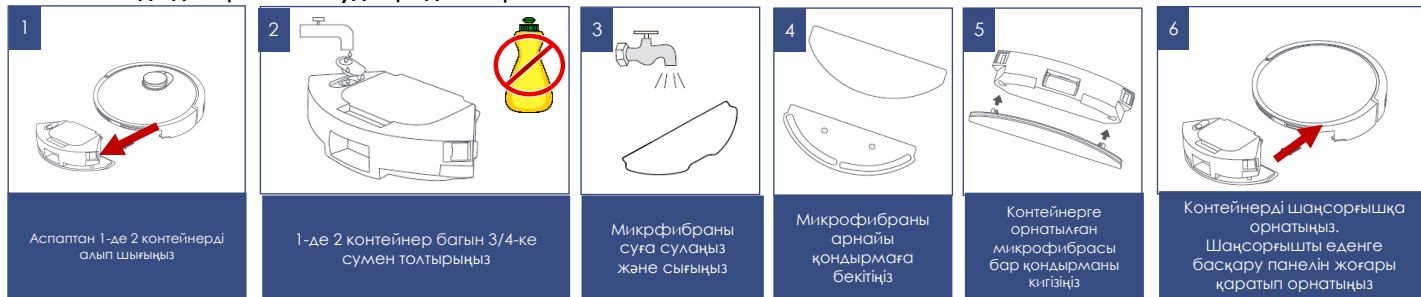 1
2
3
4
5
6
Аспаптан 1-де 2 контейнерді
алып шығыңыз
1-де 2 контейнер багын 3/4-ке
сумен толтырыңыз
Микрфибраны
суға сулаңыз
және сығыңыз
Микрофибраны
арнайы
қондырмаға
бекітіңіз
Контейнерге
орнатылған
микрофибрасы
бар қондырманы
кигізіңіз
Контейнерді шаңсорғышқа
орнатыңыз.
Шаңсорғышты еденге
басқару панелін жоғары
қаратып орнатыңыз